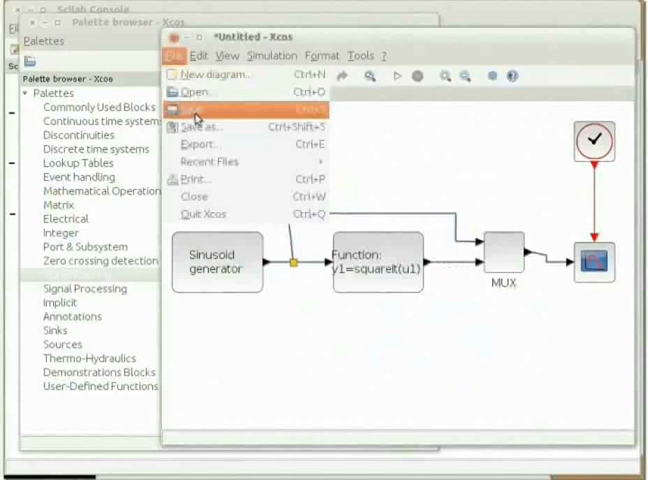 Scilab Console
Palette browser - Xcos
*Untitled - Xcos
Palettes
File Edit View Simulation Format Tools ?
New diagram... Ctrl+N
Open... Ctrl+O
Save Ctrl+S
Save as... Ctrl+Shift+S
Export... Ctrl+E
Recent Files
Print... Ctrl+P
Close Ctrl+W
Quit Xcos Ctrl+Q
Palette browser - Xcos
Palettes
Commonly Used Blocks
Continuous time system
Discontinuities
Discrete time systems
Lookup Tables
Event handling
Mathematical Operation
Matrix
Electrical
Integer
Port & Subsystem
Zero crossing detection
Signal Processing
Implicit
Annotations
Sinks
Sources
Thermo-Hydraulics
Demonstrations Blocks
User-Defined Functions
Sinusoid
generator
Function:
y1=squareit(u1)
MUX